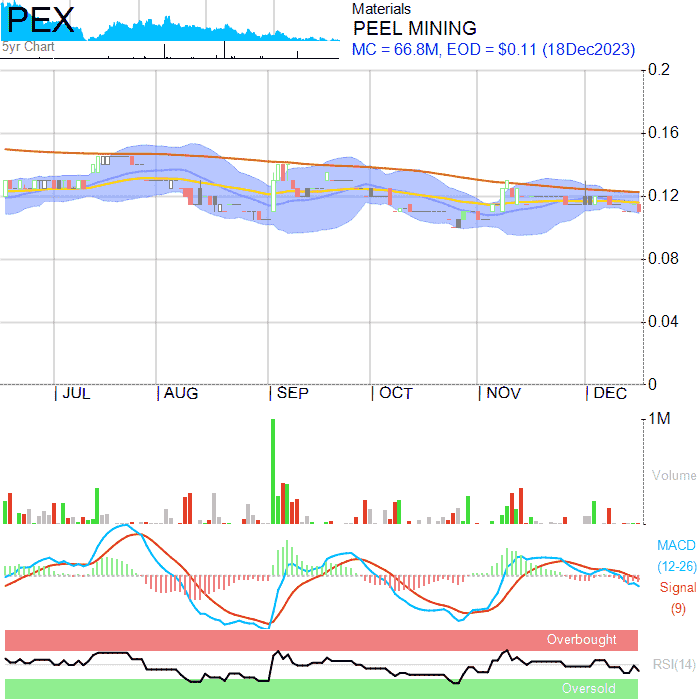 PEX
5yr Chart
Materials
PEEL MINING
MC = 66.8M, EOD = $0.11 (18Dec2023)
0.2
0.16
0.12
0.08
0.04
0
JUL AUG SEP OCT NOV DEC
1M
Volume
MACD
(12-26)
Signal
(9)
Overbought
RSI(14)
Oversold